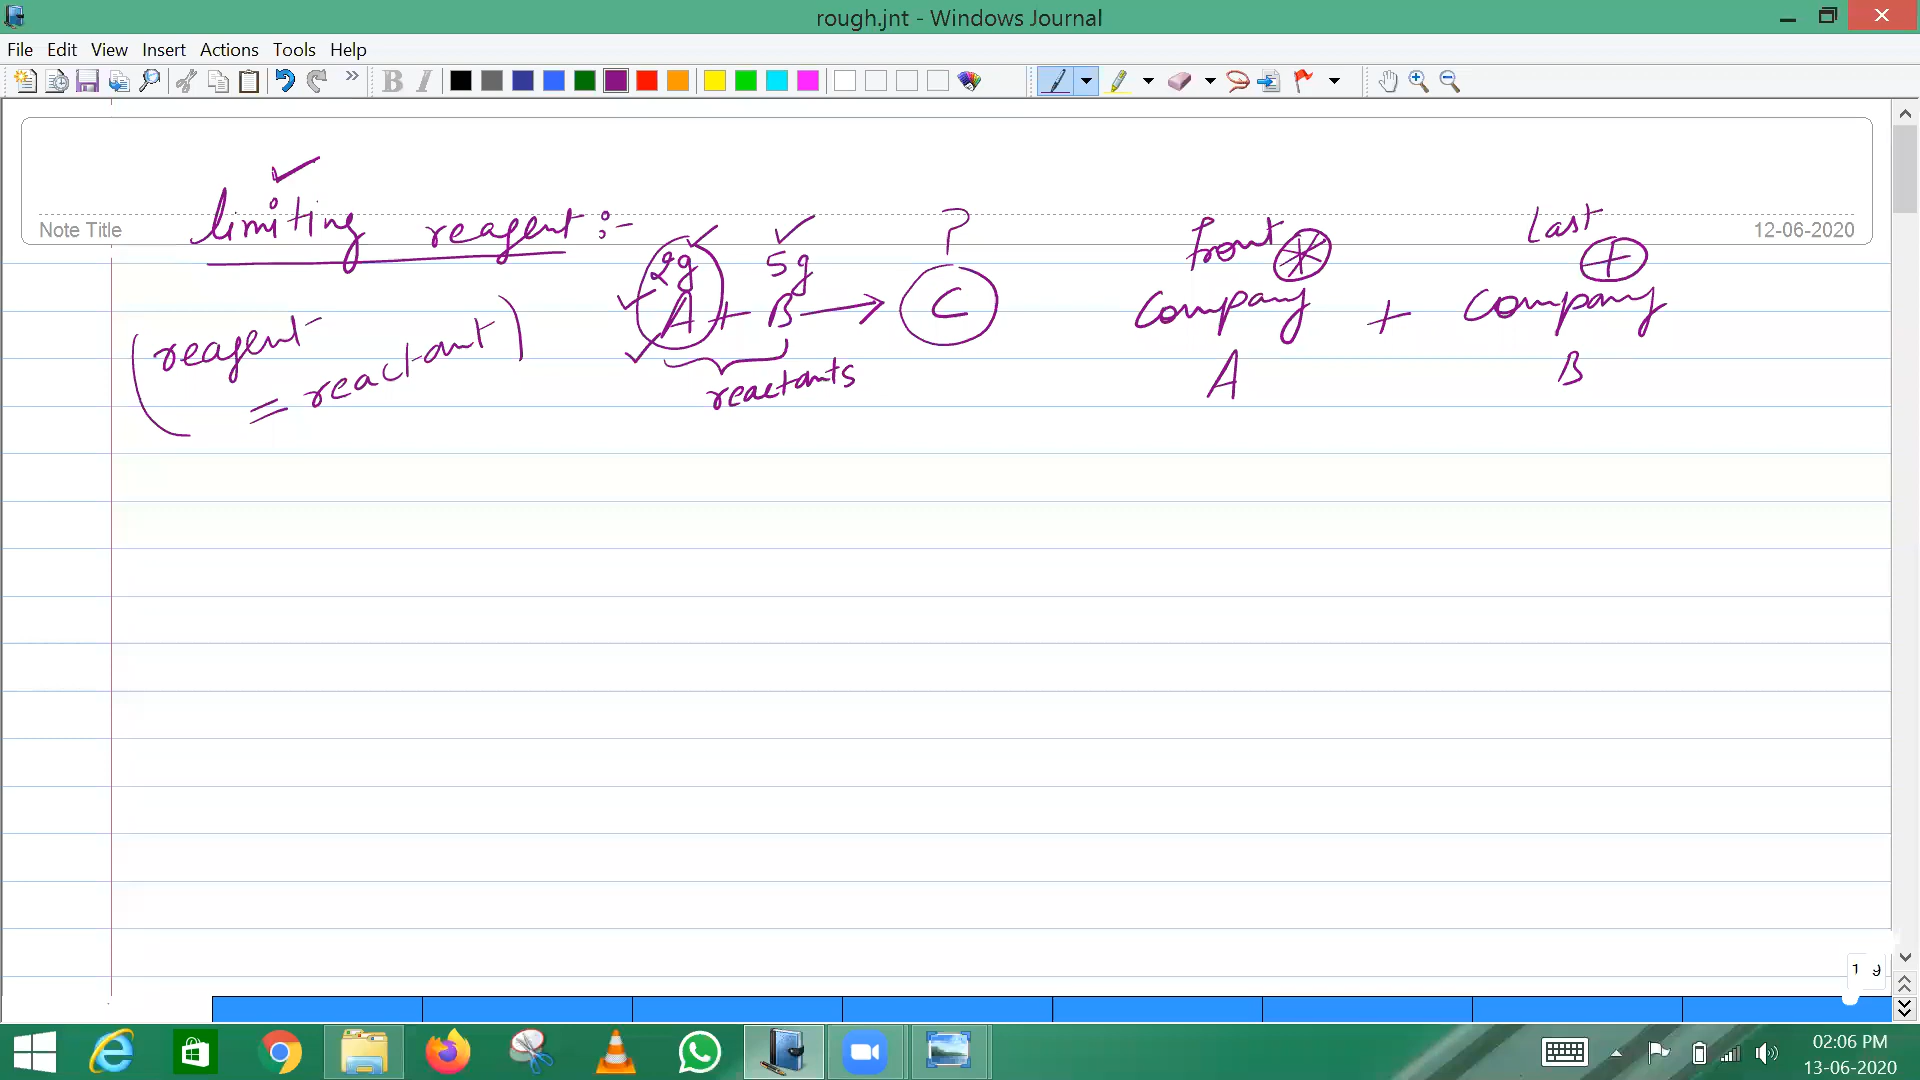 rough.jnt - Windows Journal
File Edit View Insert Actions Tools Help
B I
Note Title
12-06-2020
limiting reagent :-
(reagent
= reactant)
2g 5g ?
A + B → C
reactants
front Last
Company + Company
A B
02:06 PM
13-06-2020